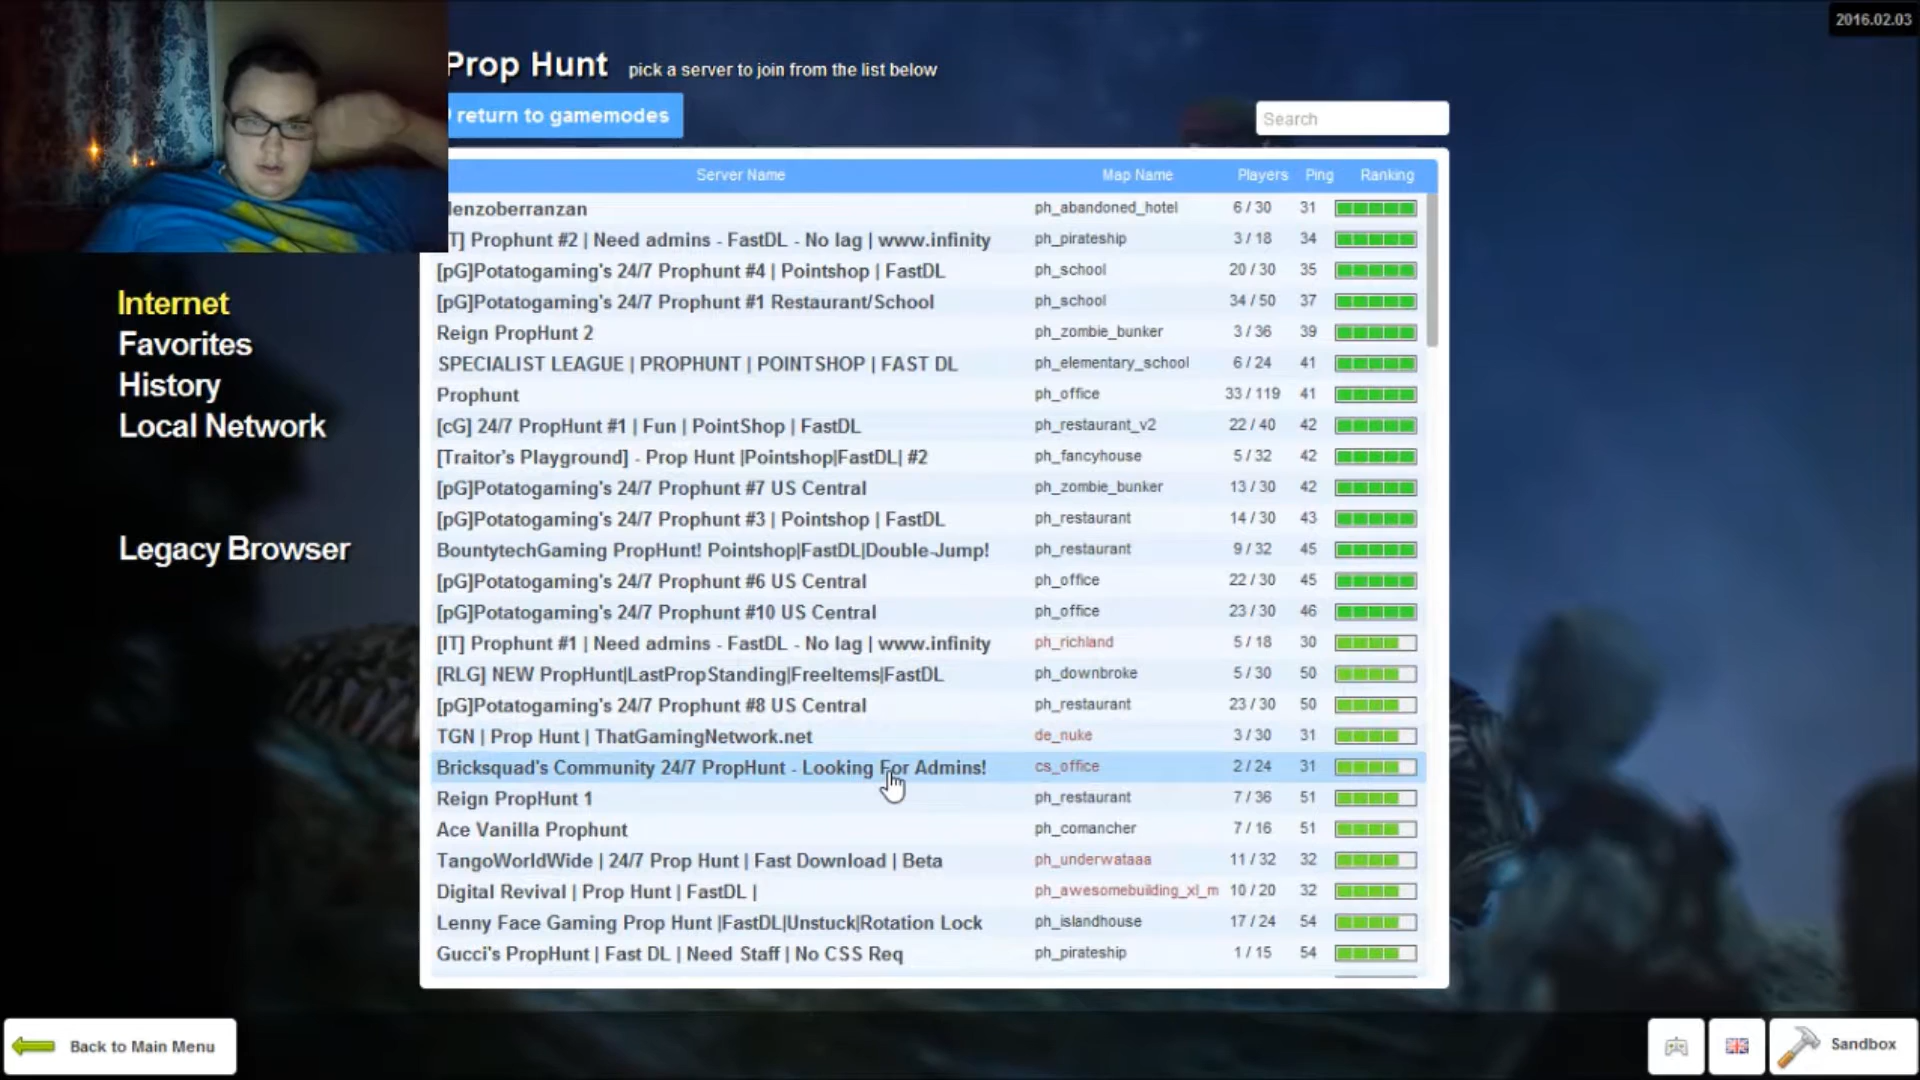 2016.02.03
Prop Hunt pick a server to join from the list below
return to gamemodes
Search
Server Name Map Name Players Ping Ranking
enzoberranzan ph_abandoned_hotel 6 / 30 31
T] Prophunt #2 | Need admins - FastDL - No lag | www.infinity ph_pirateship 3 / 18 34
[pG]Potatogaming's 24/7 Prophunt #4 | Pointshop | FastDL ph_school 20 / 30 35
[pG]Potatogaming's 24/7 Prophunt #1 Restaurant/School ph_school 34 / 50 37
Reign PropHunt 2 ph_zombie_bunker 3 / 36 39
SPECIALIST LEAGUE | PROPHUNT | POINTSHOP | FAST DL ph_elementary_school 6 / 24 41
Prophunt ph_office 33 / 119 41
[cG] 24/7 PropHunt #1 | Fun | PointShop | FastDL ph_restaurant_v2 22 / 40 42
[Traitor's Playground] - Prop Hunt |Pointshop|FastDL| #2 ph_fancyhouse 5 / 32 42
[pG]Potatogaming's 24/7 Prophunt #7 US Central ph_zombie_bunker 13 / 30 42
[pG]Potatogaming's 24/7 Prophunt #3 | Pointshop | FastDL ph_restaurant 14 / 30 43
BountytechGaming PropHunt! Pointshop|FastDL|Double-Jump! ph_restaurant 9 / 32 45
[pG]Potatogaming's 24/7 Prophunt #6 US Central ph_office 22 / 30 45
[pG]Potatogaming's 24/7 Prophunt #10 US Central ph_office 23 / 30 46
[IT] Prophunt #1 | Need admins - FastDL - No lag | www.infinity ph_richland 5 / 18 30
[RLG] NEW PropHunt|LastPropStanding|FreeItems|FastDL ph_downbroke 5 / 30 50
[pG]Potatogaming's 24/7 Prophunt #8 US Central ph_restaurant 23 / 30 50
TGN | Prop Hunt | ThatGamingNetwork.net de_nuke 3 / 30 31
Bricksquad's Community 24/7 PropHunt - Looking For Admins! cs_office 2 / 24 31
Reign PropHunt 1 ph_restaurant 7 / 36 51
Ace Vanilla Prophunt ph_comancher 7 / 16 51
TangoWorldWide | 24/7 Prop Hunt | Fast Download | Beta ph_underwataaa 11 / 32 32
Digital Revival | Prop Hunt | FastDL | ph_awesomebuilding_xl_m 10 / 20 32
Lenny Face Gaming Prop Hunt |FastDL|Unstuck|Rotation Lock ph_islandhouse 17 / 24 54
Gucci's PropHunt | Fast DL | Need Staff | No CSS Req ph_pirateship 1 / 15 54
Internet
Favorites
History
Local Network
Legacy Browser
Back to Main Menu
Sandbox